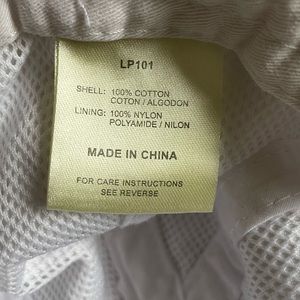 LP101
SHELL: 100% COTTON
COTON / ALGODON
LINING: 100% NYLON
POLYAMIDE / NILON
MADE IN CHINA
FOR CARE INSTRUCTIONS
SEE REVERSE